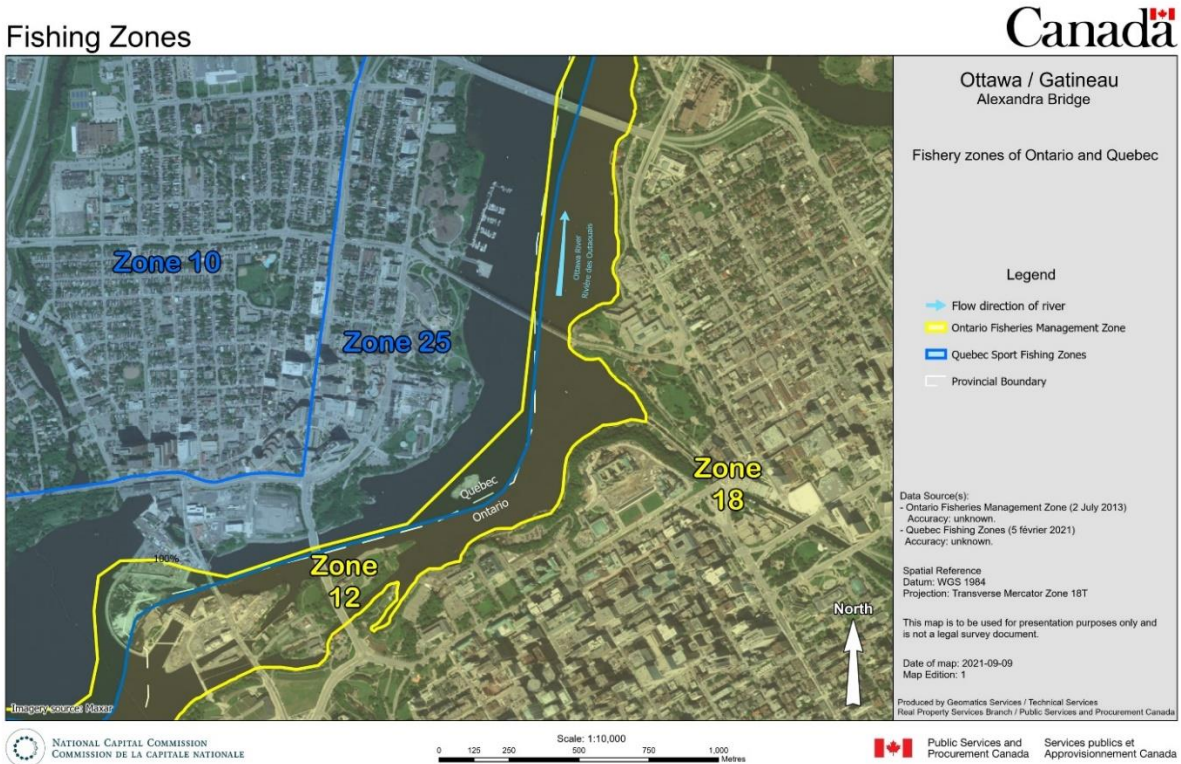 Fishing Zones
Canada
Zone 10
Zone 25
Ottawa River
Rivière des Outaouais
Québec
Ontario
Zone
18
100%
Zone
12
North
Imagery source: Maxar
Ottawa / Gatineau
Alexandra Bridge
Fishery zones of Ontario and Quebec
Legend
Flow direction of river
Ontario Fisheries Management Zone
Quebec Sport Fishing Zones
Provincial Boundary
Data Source(s):
- Ontario Fisheries Management Zone (2 July 2013)
Accuracy: unknown.
- Quebec Fishing Zones (5 février 2021)
Accuracy: unknown.
Spatial Reference
Datum: WGS 1984
Projection: Transverse Mercator Zone 18T
This map is to be used for presentation purposes only and
is not a legal survey document.
Date of map: 2021-09-09
Map Edition: 1
Produced by Geomatics Services / Technical Services
Real Property Services Branch / Public Services and Procurement Canada
NATIONAL CAPITAL COMMISSION
COMMISSION DE LA CAPITALE NATIONALE
Scale: 1:10,000
0 125 250 500 750 1,000
Metres
Public Services and
Procurement Canada
Services publics et
Approvisionnement Canada